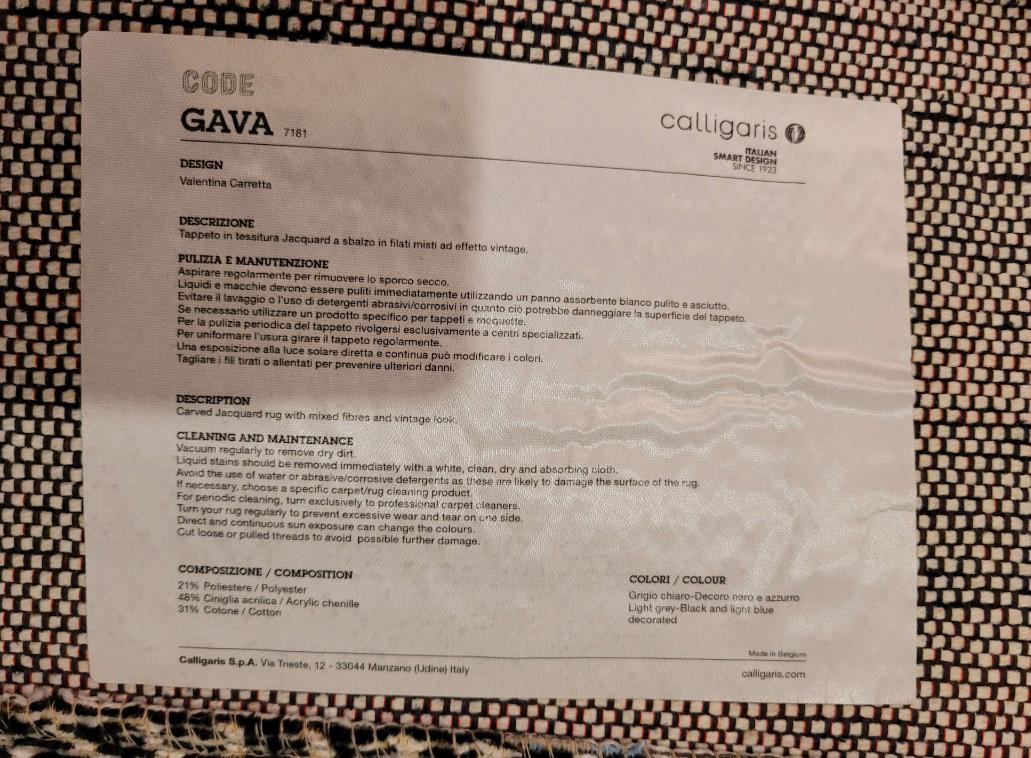 CODE
GAVA 7181
calligaris
ITALIAN
SMART DESIGN
SINCE 1923
DESIGN
Valentina Carretta
DESCRIZIONE
Tappeto in tessitura Jacquard a sbalzo in filati misti ad effetto vintage.
PULIZIA E MANUTENZIONE
Aspirare regolarmente per rimuovere lo sporco secco.
Liquidi e macchie devono essere puliti immediatamente utilizzando un panno assorbente bianco pulito e asciutto.
Evitare il lavaggio o l'uso di detergenti abrasivi/corrosivi in quanto ciò potrebbe danneggiare la superficie del tappeto.
Se necessario utilizzare un prodotto specifico per tappeti e moquette.
Per la pulizia periodica del tappeto rivolgersi esclusivamente a centri specializzati.
Per uniformare l'usura girare il tappeto regolarmente.
Una esposizione alla luce solare diretta e continua può modificare i colori.
Tagliare i fili tirati o allentati per prevenire ulteriori danni.
DESCRIPTION
Carved Jacquard rug with mixed fibres and vintage look.
CLEANING AND MAINTENANCE
Vacuum regularly to remove dry dirt.
Liquid stains should be removed immediately with a white, clean, dry and absorbing cloth.
Avoid the use of water or abrasive/corrosive detergents as these are likely to damage the surface of the rug.
If necessary, choose a specific carpet/rug cleaning product.
For periodic cleaning, turn exclusively to professional carpet cleaners.
Turn your rug regularly to prevent excessive wear and tear on one side.
Direct and continuous sun exposure can change the colours.
Cut loose or pulled threads to avoid possible further damage.
COMPOSIZIONE / COMPOSITION
21% Poliestere / Polyester
48% Ciniglia acrilica / Acrylic chenille
31% Cotone / Cotton
COLORI / COLOUR
Grigio chiaro-Decoro nero e azzurro
Light grey-Black and light blue
decorated
Made in Belgium
Calligaris S.p.A. Via Trieste, 12 - 33044 Manzano (Udine) Italy
calligaris.com